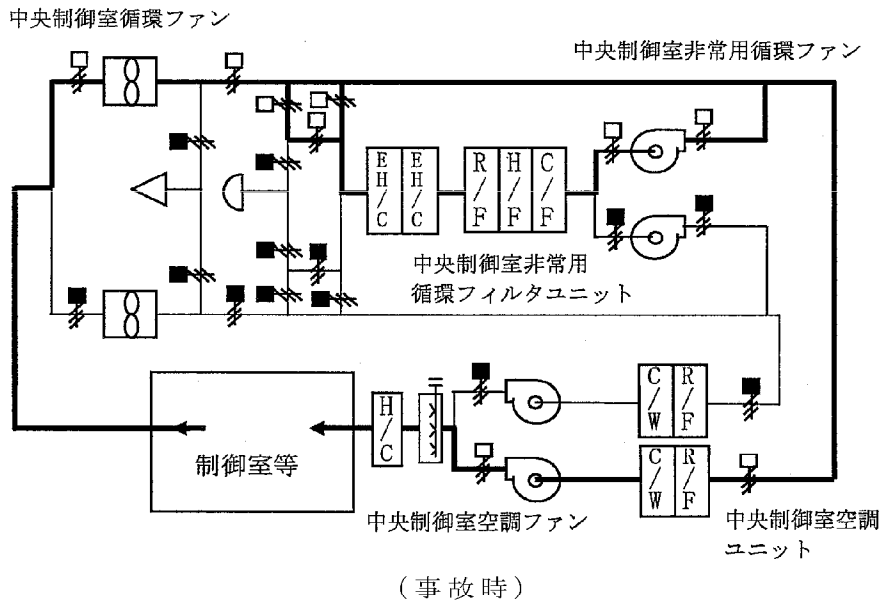 中央制御室循環ファン
中央制御室非常用循環ファン
EH/C
EH/C
R/F
H/F
C/F
中央制御室非常用
循環フィルタユニット
C/W
R/F
H/C
制御室等
C/W
R/F
中央制御室空調ファン
中央制御室空調
ユニット
(事故時)